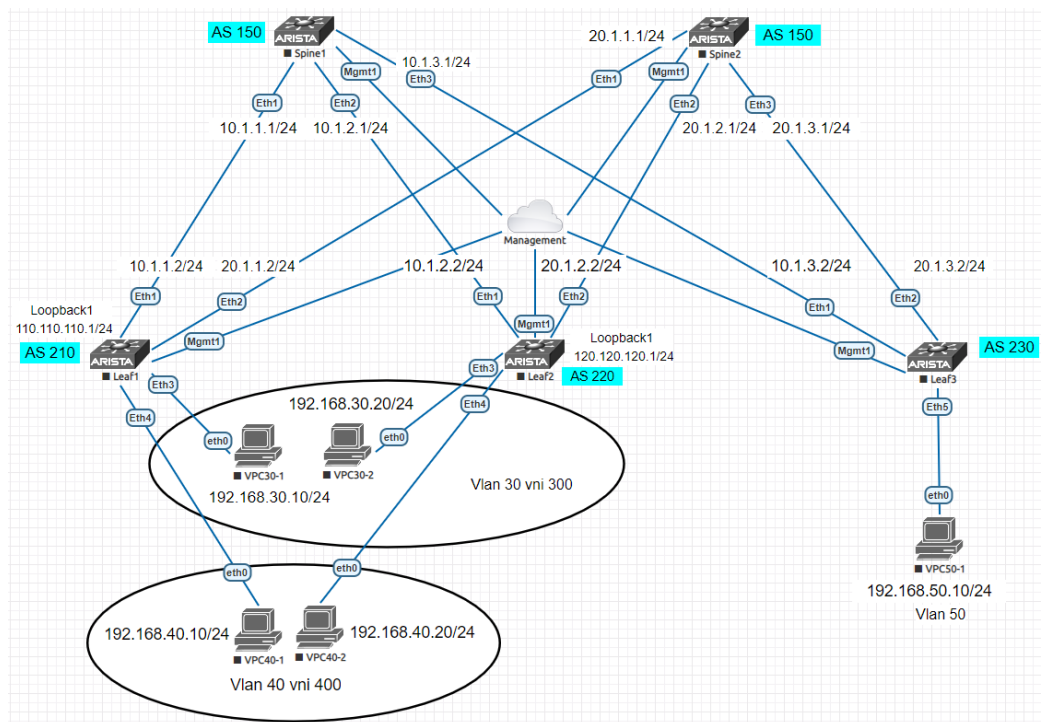 AS 150
ARISTA
Spine1
20.1.1.1/24
ARISTA
Spine2
AS 150
Mgmt1
10.1.3.1/24
Eth3
Eth1
Mgmt1
Eth1
Eth2
Eth2
Eth3
10.1.1.1/24
10.1.2.1/24
20.1.2.1/24
20.1.3.1/24
Management
10.1.1.2/24
20.1.1.2/24
10.1.2.2/24
20.1.2.2/24
10.1.3.2/24
20.1.3.2/24
Eth1
Eth2
Eth1
Eth2
Eth1
Eth2
Loopback1
110.110.110.1/24
AS 210
ARISTA
Leaf1
Mgmt1
Mgmt1
ARISTA
Leaf2
Loopback1
120.120.120.1/24
AS 220
Mgmt1
ARISTA
Leaf3
AS 230
Eth3
Eth4
Eth3
Eth4
Eth5
192.168.30.20/24
eth0
eth0
VPC30-1
VPC30-2
192.168.30.10/24
Vlan 30 vni 300
eth0
VPC50-1
192.168.50.10/24
Vlan 50
eth0
eth0
192.168.40.10/24
VPC40-1
VPC40-2
192.168.40.20/24
Vlan 40 vni 400